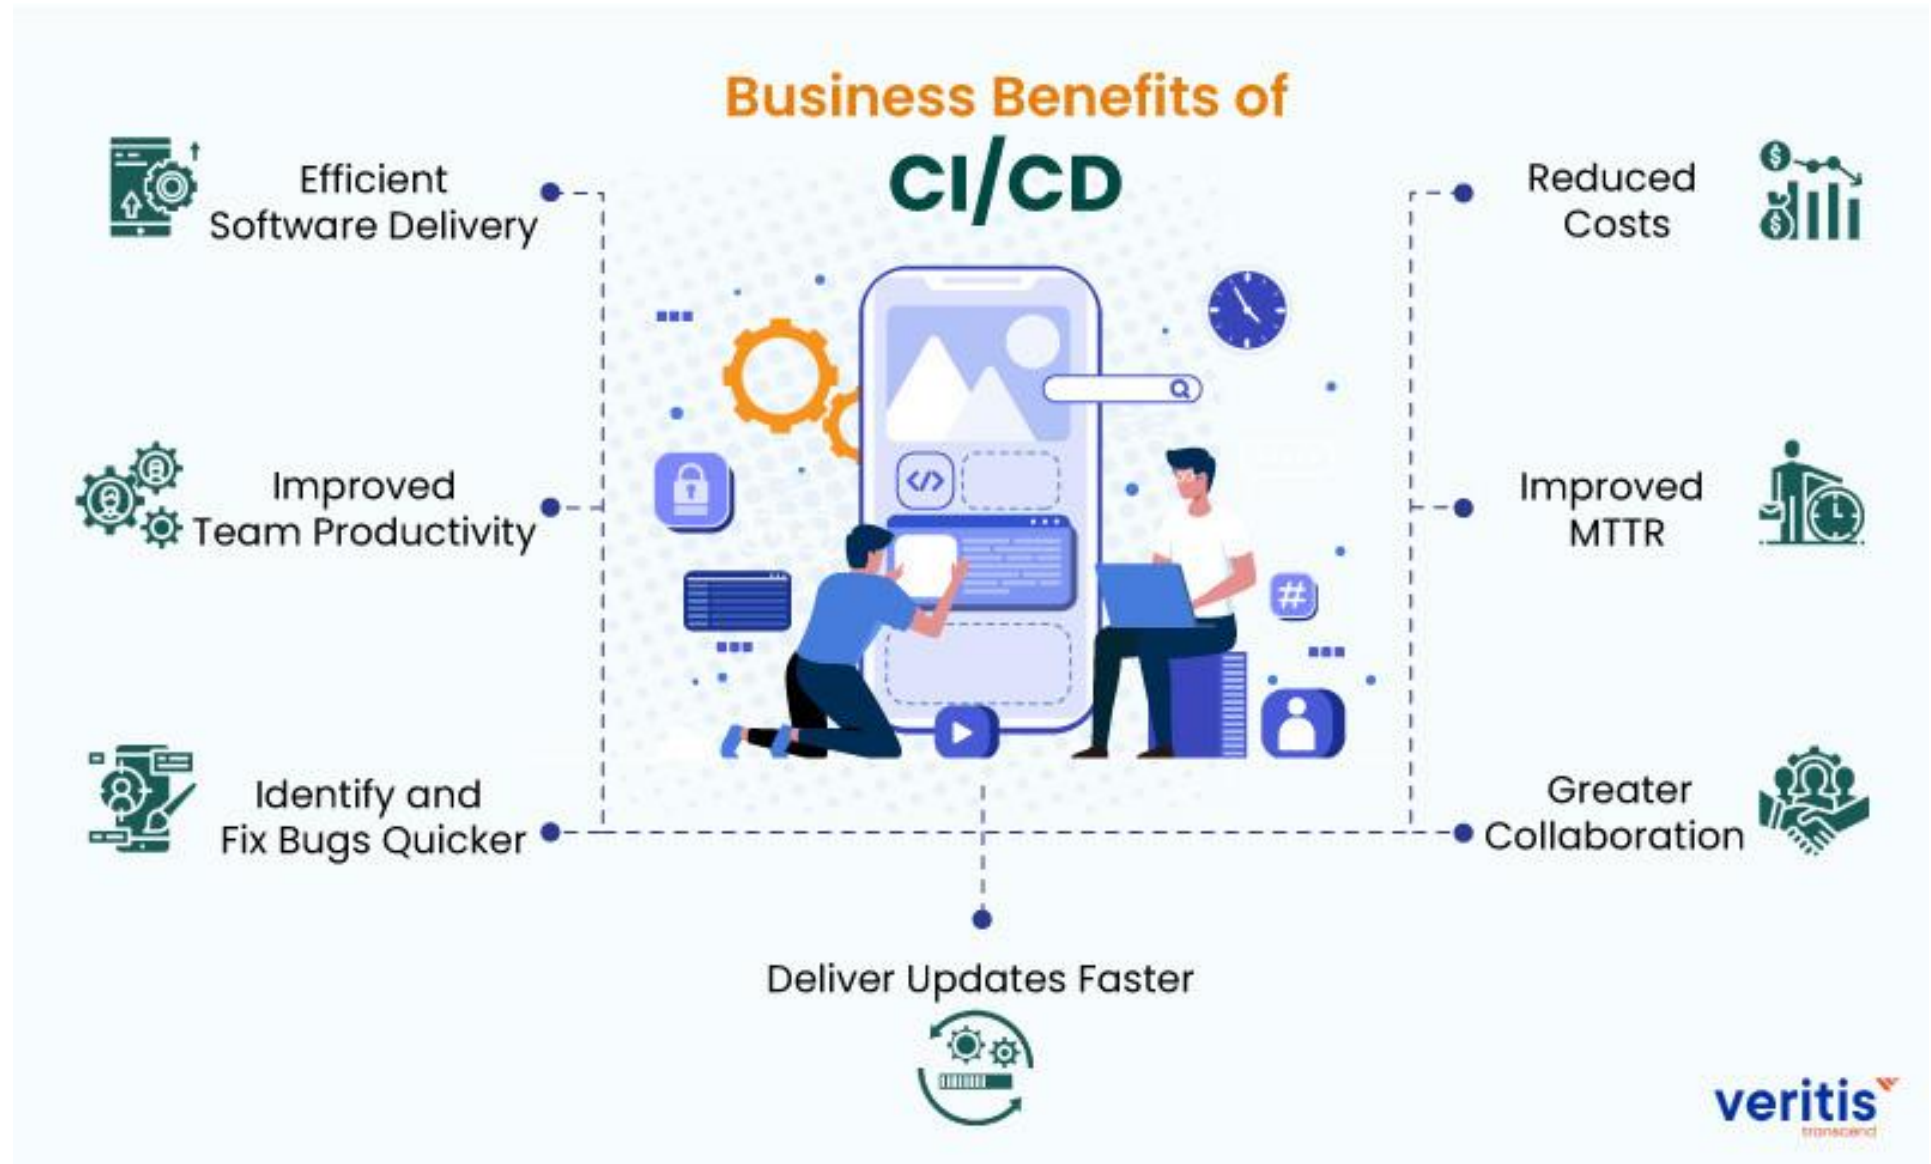 Business Benefits of
CI/CD
Efficient
Software Delivery
Improved
Team Productivity
Identify and
Fix Bugs Quicker
Reduced
Costs
Improved
MTTR
Greater
Collaboration
Deliver Updates Faster
</>
#
$
$
veritis
transcend